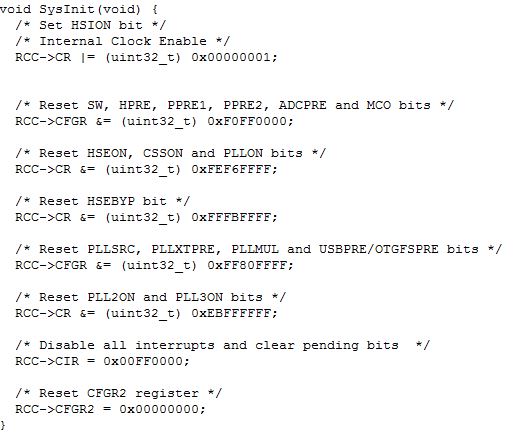 void SysInit(void) {
  /* Set HSION bit */
  /* Internal Clock Enable */
  RCC->CR |= (uint32_t) 0x00000001;

  /* Reset SW, HPRE, PPRE1, PPRE2, ADCPRE and MCO bits */
  RCC->CFGR &= (uint32_t) 0xF0FF0000;

  /* Reset HSEON, CSSON and PLLON bits */
  RCC->CR &= (uint32_t) 0xFEF6FFFF;

  /* Reset HSEBYP bit */
  RCC->CR &= (uint32_t) 0xFFFBFFFF;

  /* Reset PLLSRC, PLLXTPRE, PLLMUL and USBPRE/OTGFSPRE bits */
  RCC->CFGR &= (uint32_t) 0xFF80FFFF;

  /* Reset PLL2ON and PLL3ON bits */
  RCC->CR &= (uint32_t) 0xEBFFFFFF;

  /* Disable all interrupts and clear pending bits  */
  RCC->CIR = 0x00FF0000;

  /* Reset CFGR2 register */
  RCC->CFGR2 = 0x00000000;
}